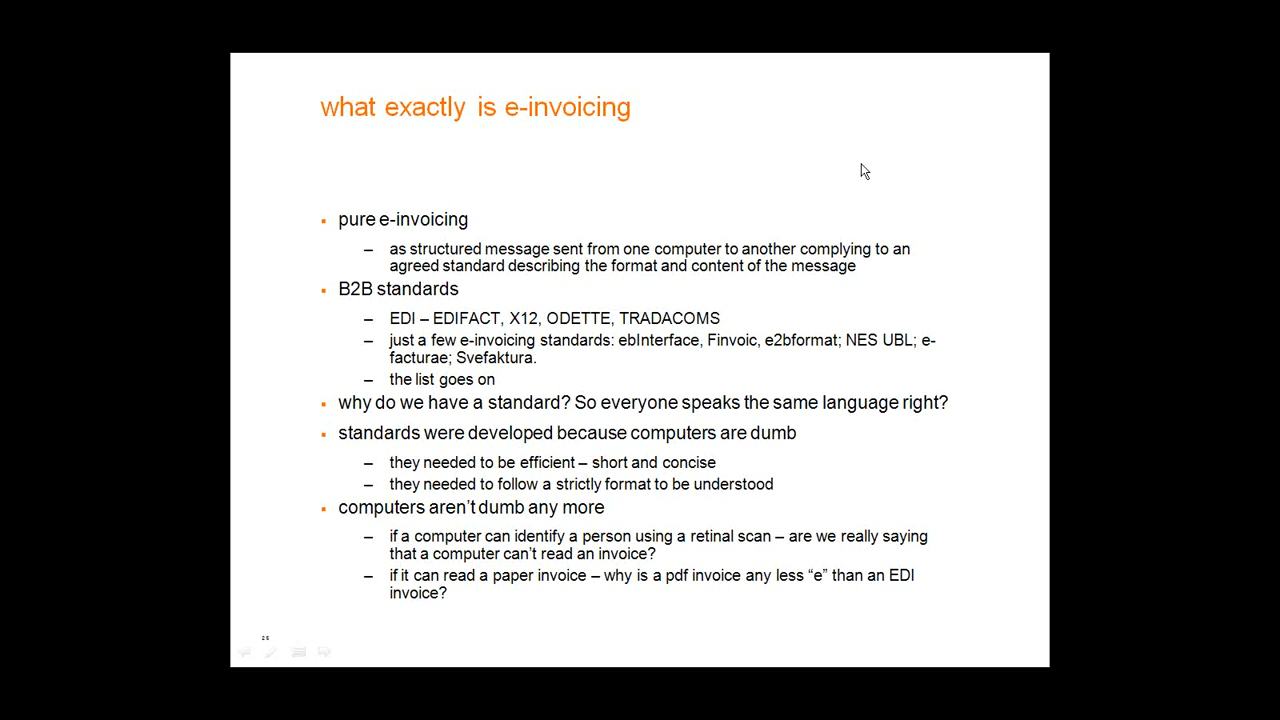 what exactly is e-invoicing
▪ pure e-invoicing
– as structured message sent from one computer to another complying to an
agreed standard describing the format and content of the message
▪ B2B standards
– EDI – EDIFACT, X12, ODETTE, TRADACOMS
– just a few e-invoicing standards: ebInterface, Finvoic, e2bformat; NES UBL; e-
facturae; Svefaktura.
– the list goes on
▪ why do we have a standard? So everyone speaks the same language right?
▪ standards were developed because computers are dumb
– they needed to be efficient – short and concise
– they needed to follow a strictly format to be understood
▪ computers aren’t dumb any more
– if a computer can identify a person using a retinal scan – are we really saying
that a computer can’t read an invoice?
– if it can read a paper invoice – why is a pdf invoice any less “e” than an EDI
invoice?